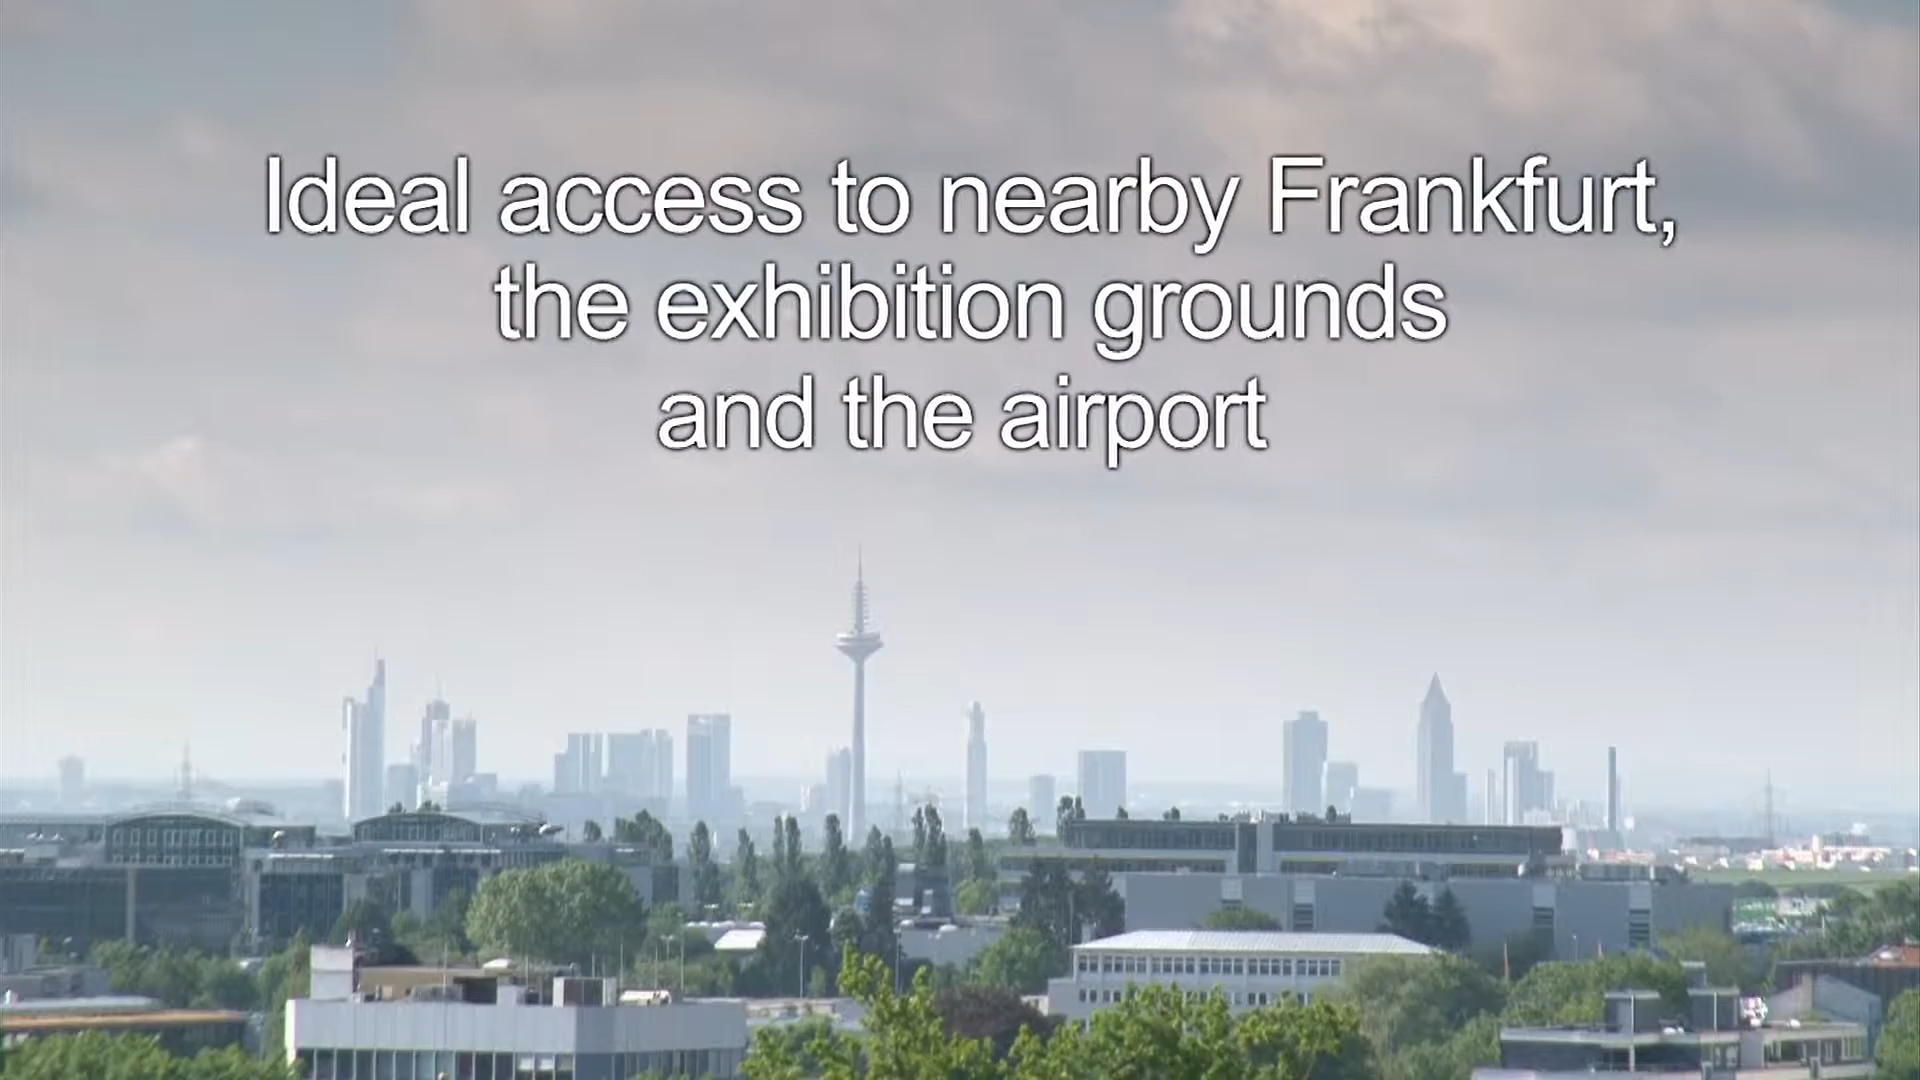 Ideal access to nearby Frankfurt,
the exhibition grounds
and the airport